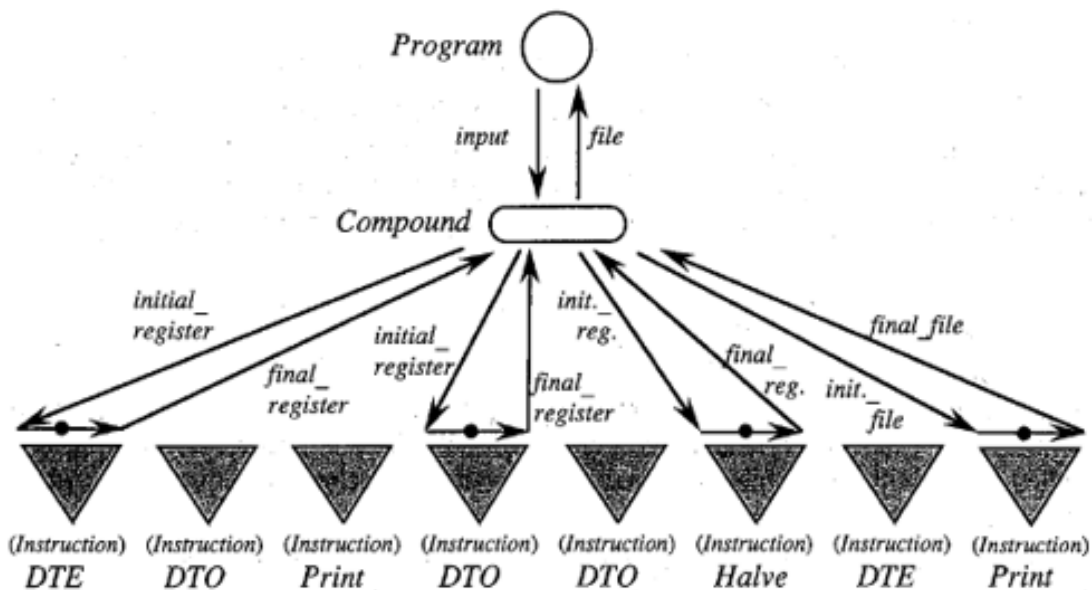 Program
input
file
Compound
initial_
register
final_
register
initial_
register
final_
register
init._
reg.
final_
reg.
init._
file
final_file
(Instruction) (Instruction) (Instruction) (Instruction) (Instruction) (Instruction) (Instruction) (Instruction)
DTE DTO Print DTO DTO Halve DTE Print